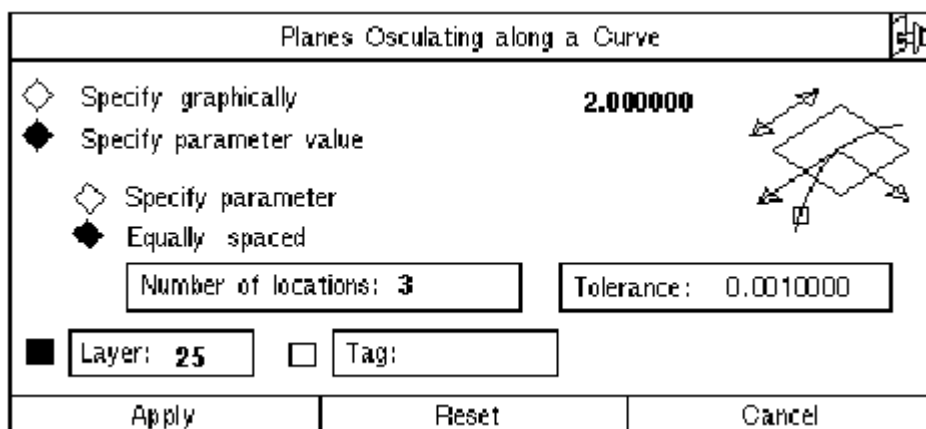 Planes Osculating along a Curve
Specify graphically 2.000000
Specify parameter value
Specify parameter
Equally spaced
Number of locations: 3 Tolerance: 0.0010000
Layer: 25 Tag:
Apply Reset Cancel